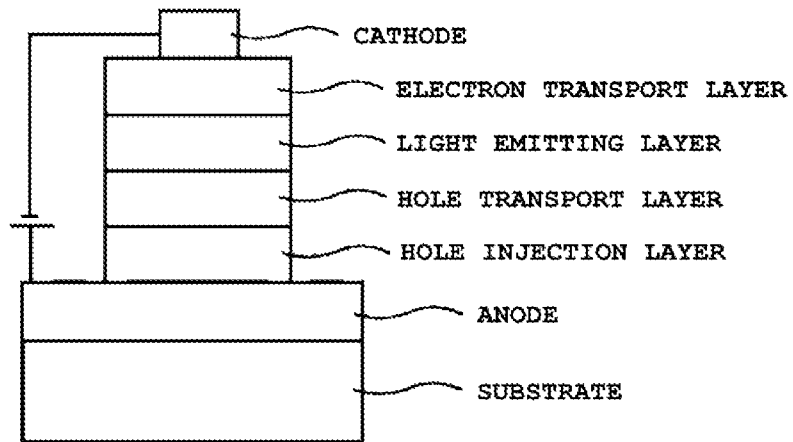 CATHODE
ELECTRON TRANSPORT LAYER
LIGHT EMITTING LAYER
HOLE TRANSPORT LAYER
HOLE INJECTION LAYER
ANODE
SUBSTRATE